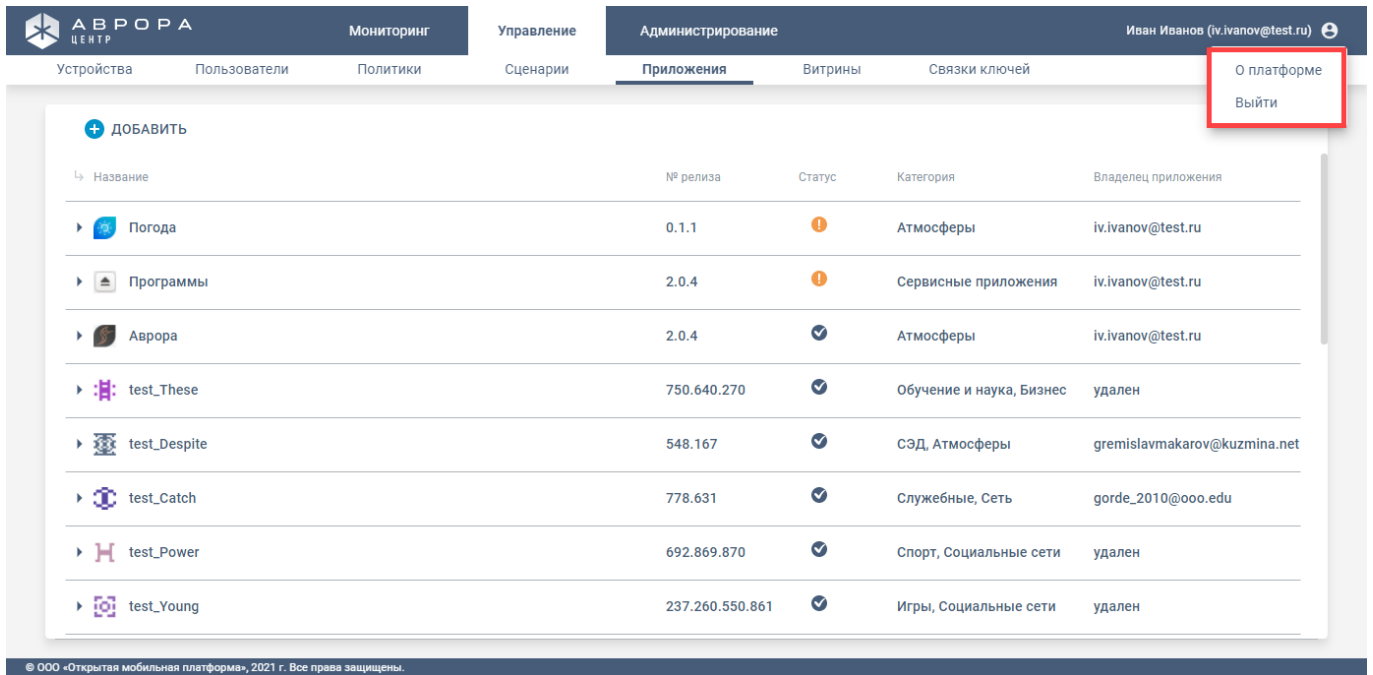 АВРОРА
ЦЕНТР
Мониторинг
Управление
Администрирование
Иван Иванов (iv.ivanov@test.ru)
Устройства
Пользователи
Политики
Сценарии
Приложения
Витрины
Связки ключей
О платформе
Выйти
ДОБАВИТЬ
Название № релиза Статус Категория Владелец приложения
Погода 0.1.1 Атмосферы iv.ivanov@test.ru
Программы 2.0.4 Сервисные приложения iv.ivanov@test.ru
Аврора 2.0.4 Атмосферы iv.ivanov@test.ru
test_These 750.640.270 Обучение и наука, Бизнес удален
test_Despite 548.167 СЭД, Атмосферы gremislavmakarov@kuzmina.net
test_Catch 778.631 Служебные, Сеть gorde_2010@ooo.edu
test_Power 692.869.870 Спорт, Социальные сети удален
test_Young 237.260.550.861 Игры, Социальные сети удален
© ООО «Открытая мобильная платформа», 2021 г. Все права защищены.